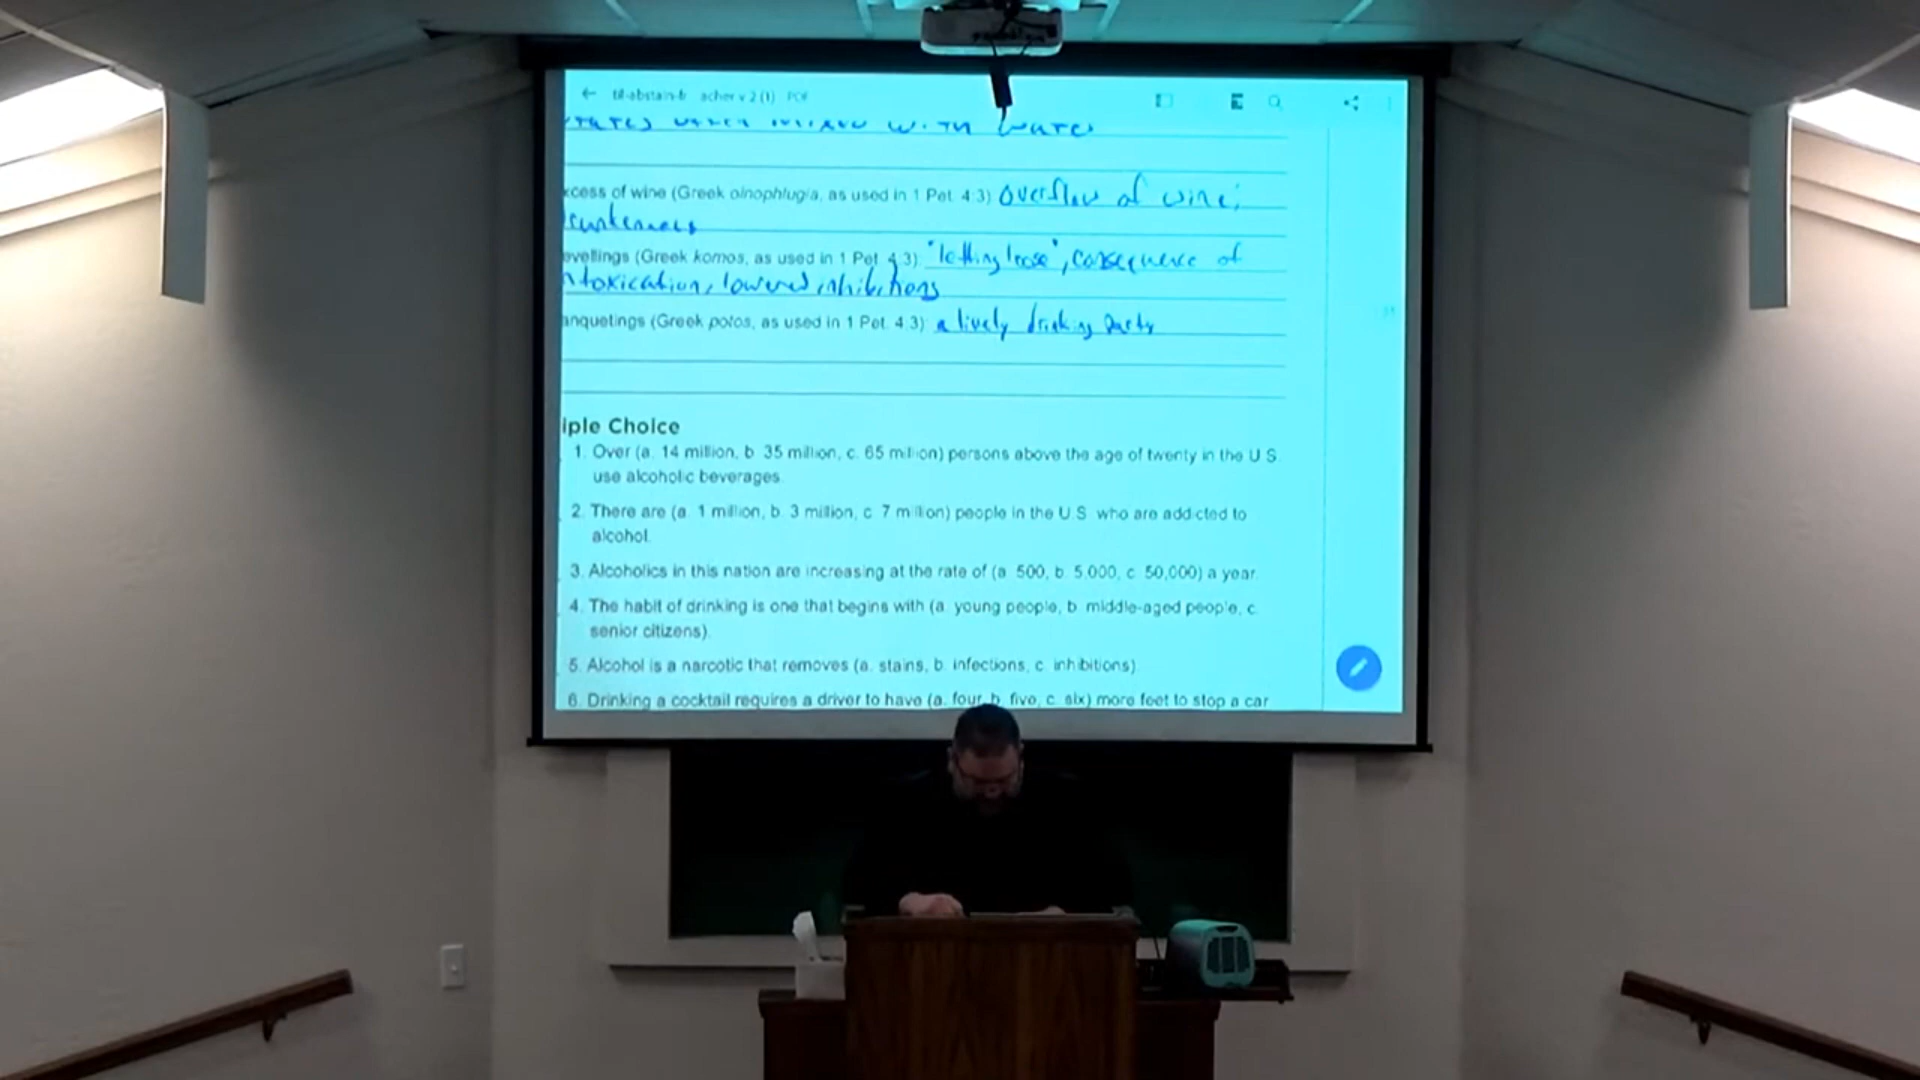 ← acher v 2 (1) PDF
with water
xcess of wine (Greek oinophlugia, as used in 1 Pet. 4:3) Overflow of wine;
runkenness
evellings (Greek komos, as used in 1 Pet. 4:3): "letting loose", consequence of
ntoxication, lowered inhibitions
anquetings (Greek potos, as used in 1 Pet. 4:3): a lively drinking party
iple Choice
1. Over (a. 14 million, b. 35 million, c. 65 million) persons above the age of twenty in the U.S.
use alcoholic beverages.
2. There are (a. 1 million, b. 3 million, c. 7 million) people in the U.S. who are addicted to
alcohol.
3. Alcoholics in this nation are increasing at the rate of (a. 500, b. 5,000, c. 50,000) a year.
4. The habit of drinking is one that begins with (a. young people, b. middle-aged people, c.
senior citizens).
5. Alcohol is a narcotic that removes (a. stains, b. infections, c. inhibitions).
6. Drinking a cocktail requires a driver to have (a. four, b. five, c. six) more feet to stop a car